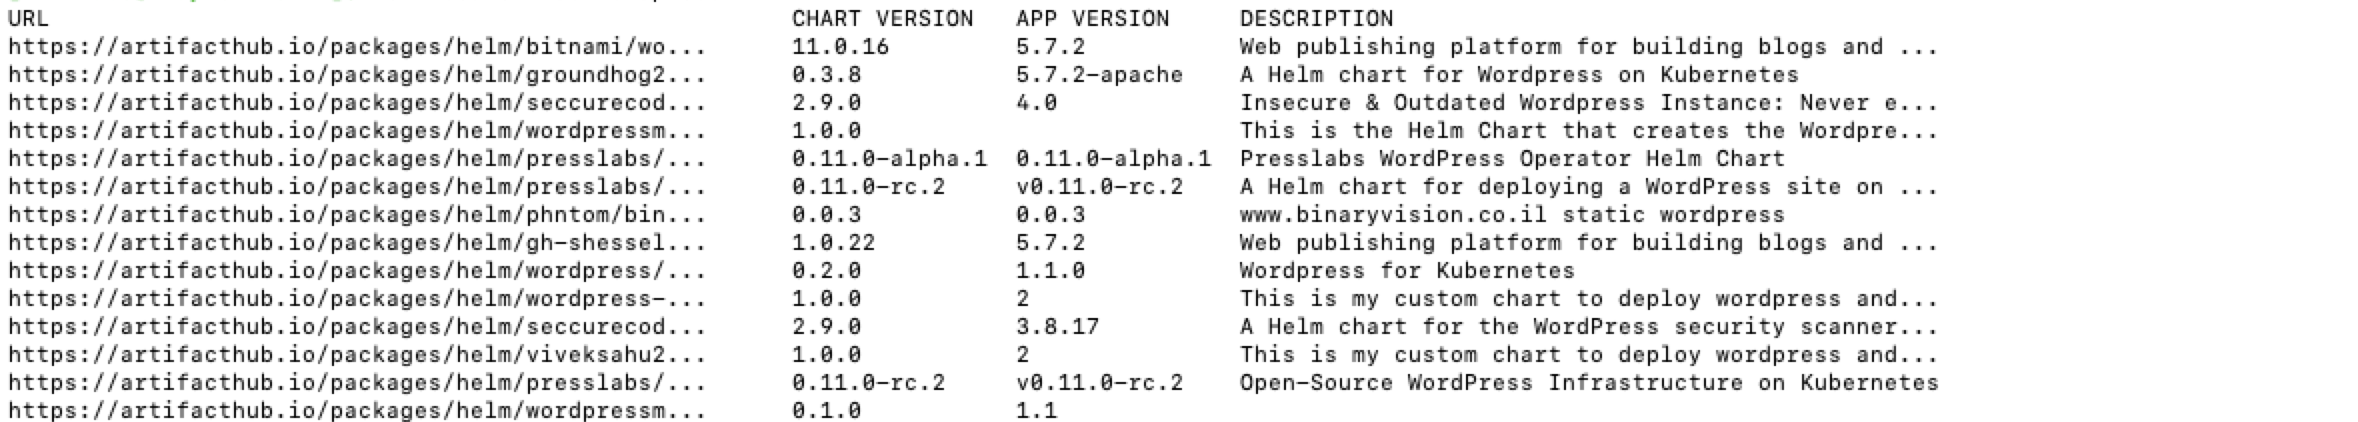 URL CHART VERSION APP VERSION DESCRIPTION
https://artifacthub.io/packages/helm/bitnami/wo... 11.0.16 5.7.2 Web publishing platform for building blogs and ...
https://artifacthub.io/packages/helm/groundhog2... 0.3.8 5.7.2-apache A Helm chart for Wordpress on Kubernetes
https://artifacthub.io/packages/helm/seccurecod... 2.9.0 4.0 Insecure & Outdated Wordpress Instance: Never e...
https://artifacthub.io/packages/helm/wordpressm... 1.0.0 This is the Helm Chart that creates the Wordpre...
https://artifacthub.io/packages/helm/presslabs/... 0.11.0-alpha.1 0.11.0-alpha.1 Presslabs WordPress Operator Helm Chart
https://artifacthub.io/packages/helm/presslabs/... 0.11.0-rc.2 v0.11.0-rc.2 A Helm chart for deploying a WordPress site on ...
https://artifacthub.io/packages/helm/phntom/bin... 0.0.3 0.0.3 www.binaryvision.co.il static wordpress
https://artifacthub.io/packages/helm/gh-shessel... 1.0.22 5.7.2 Web publishing platform for building blogs and ...
https://artifacthub.io/packages/helm/wordpress/... 0.2.0 1.1.0 Wordpress for Kubernetes
https://artifacthub.io/packages/helm/wordpress-... 1.0.0 2 This is my custom chart to deploy wordpress and...
https://artifacthub.io/packages/helm/seccurecod... 2.9.0 3.8.17 A Helm chart for the WordPress security scanner...
https://artifacthub.io/packages/helm/viveksahu2... 1.0.0 2 This is my custom chart to deploy wordpress and...
https://artifacthub.io/packages/helm/presslabs/... 0.11.0-rc.2 v0.11.0-rc.2 Open-Source WordPress Infrastructure on Kubernetes
https://artifacthub.io/packages/helm/wordpressm... 0.1.0 1.1